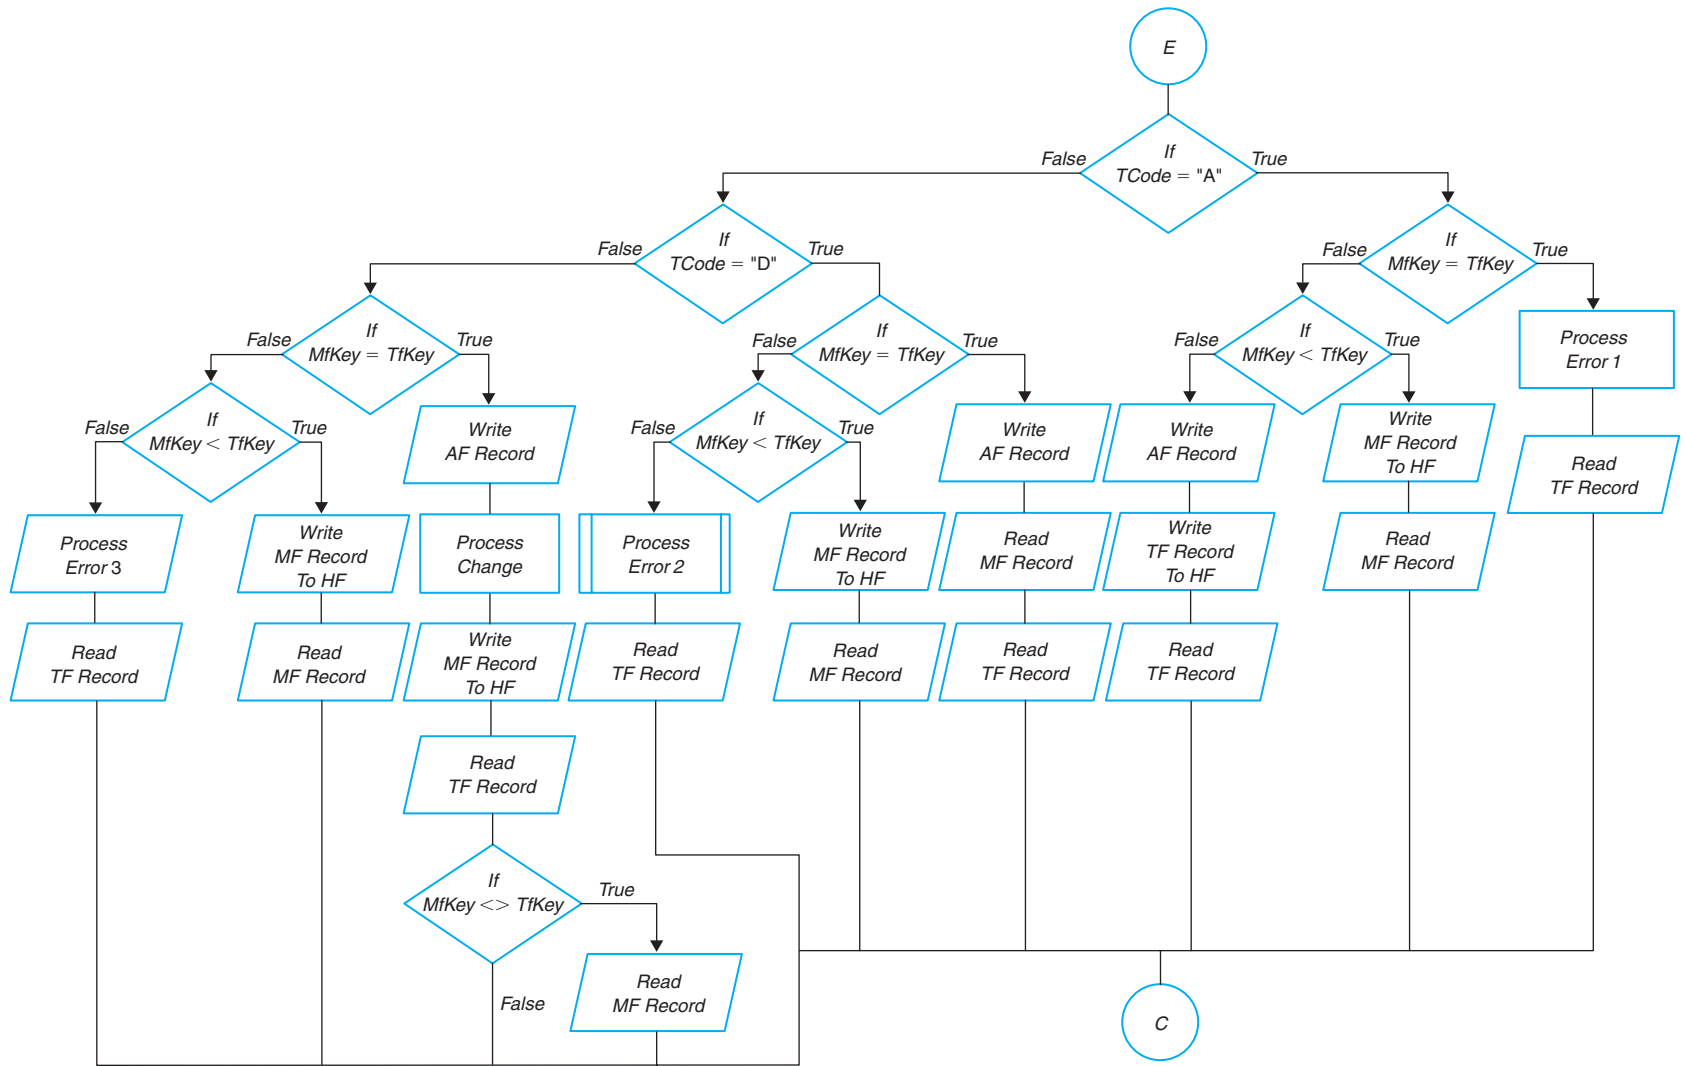 E
If
TCode = "A"
False
True
If
TCode = "D"
False
True
If
MfKey = TfKey
False
True
If
MfKey = TfKey
False
True
If
MfKey = TfKey
False
True
If
MfKey < TfKey
False
True
Process
Error 1
If
MfKey < TfKey
False
True
If
MfKey < TfKey
False
True
Write
AF Record
Write
AF Record
Write
AF Record
Write
MF Record
To HF
Read
TF Record
Process
Error 3
Write
MF Record
To HF
Process
Change
Process
Error 2
Write
MF Record
To HF
Read
MF Record
Write
TF Record
To HF
Read
MF Record
Read
TF Record
Read
MF Record
Write
MF Record
To HF
Read
TF Record
Read
MF Record
Read
TF Record
Read
TF Record
Read
TF Record
If
MfKey <> TfKey
True
False
Read
MF Record
C